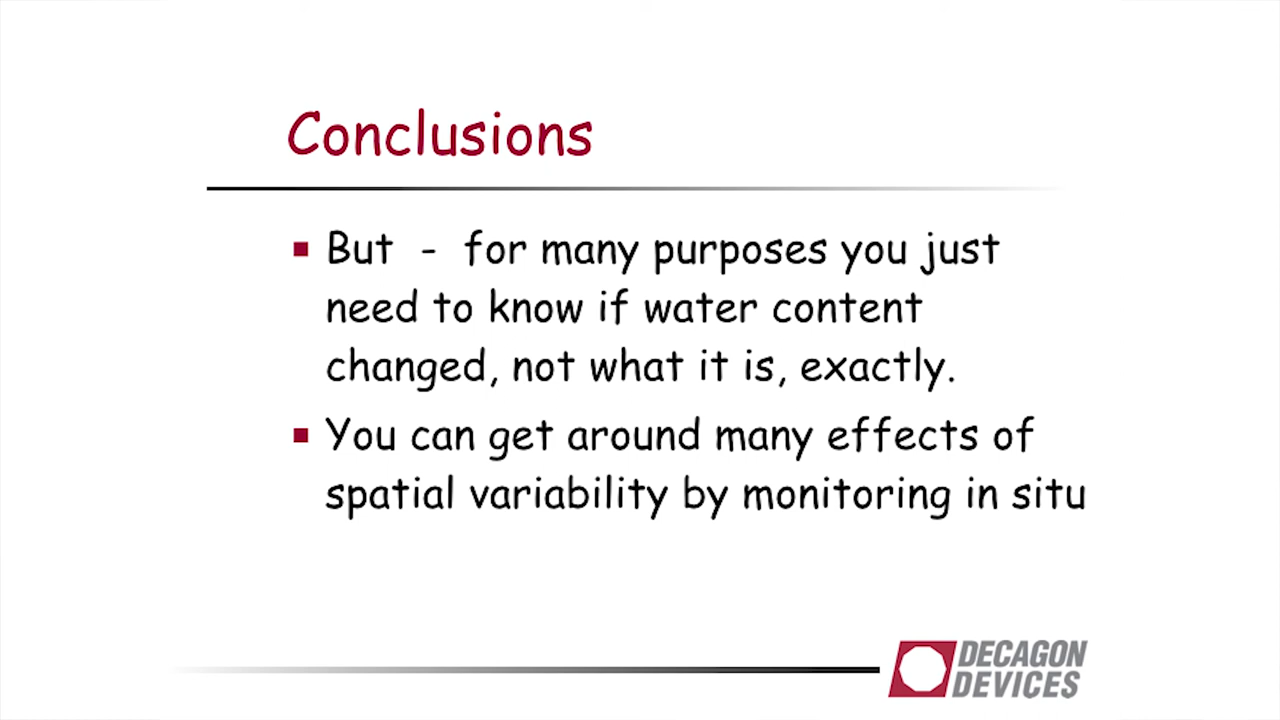 Conclusions
But - for many purposes you just
need to know if water content
changed, not what it is, exactly.
You can get around many effects of
spatial variability by monitoring in situ
DECAGON
DEVICES